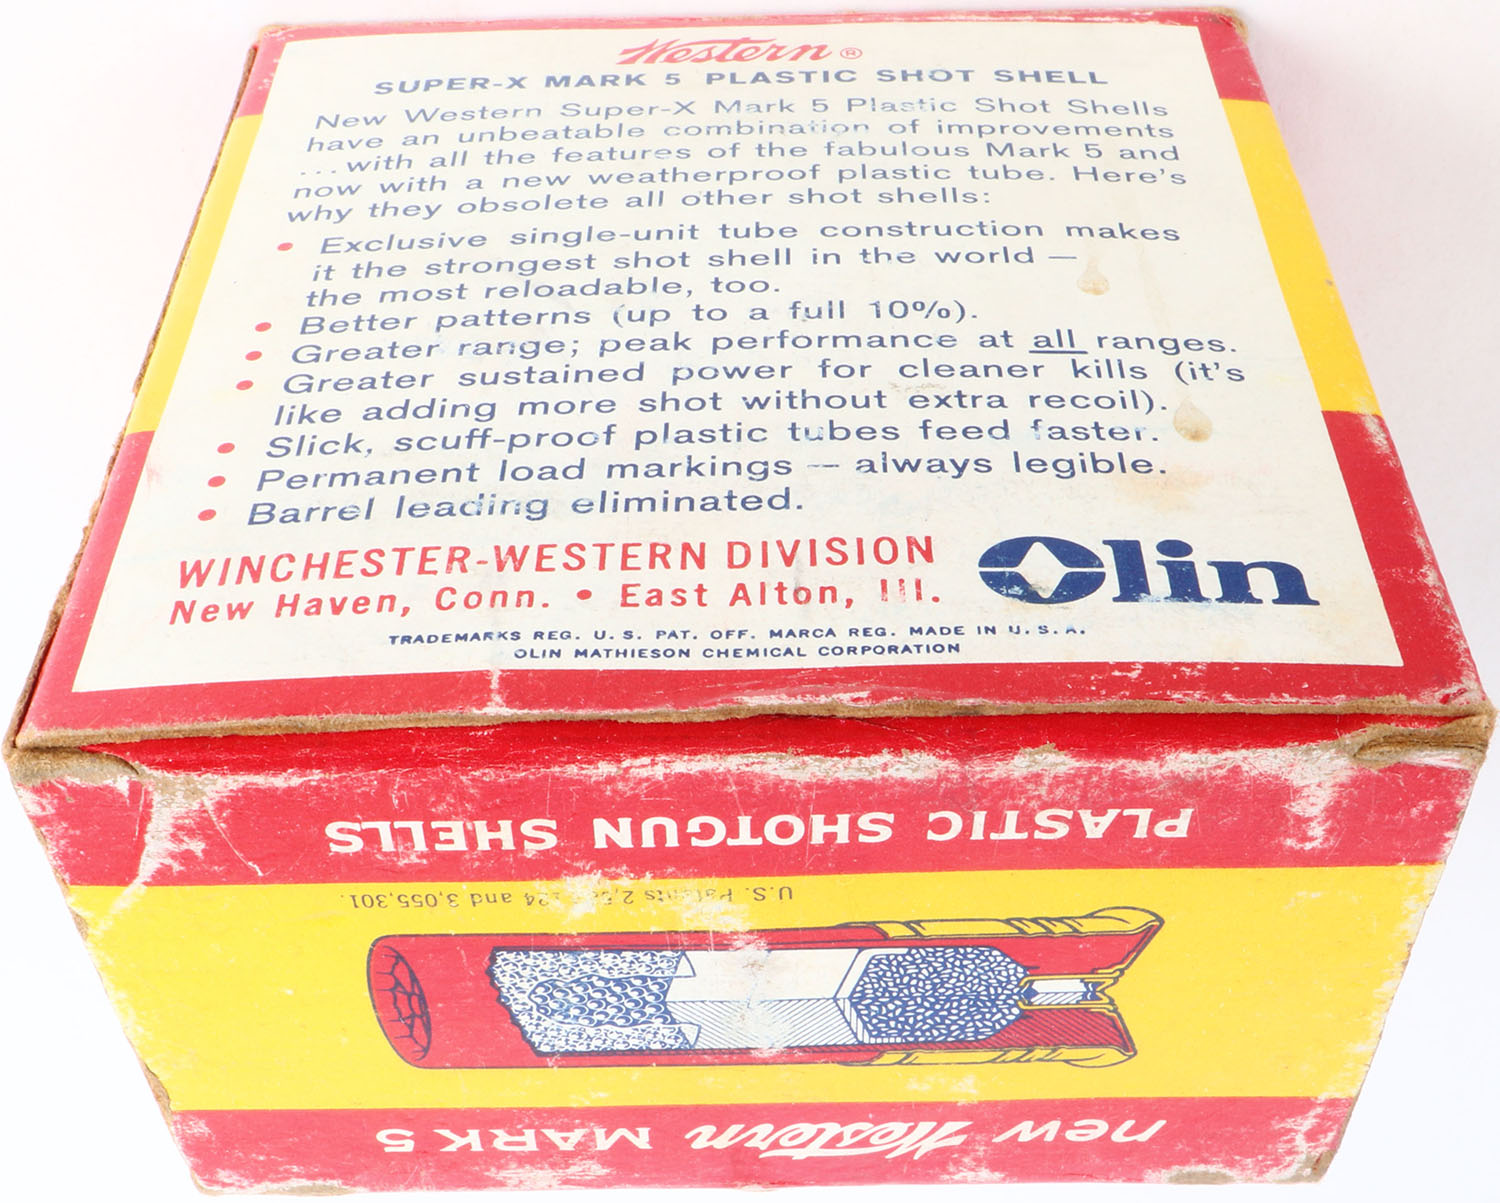 Western®
SUPER-X MARK 5 PLASTIC SHOT SHELL
New Western Super-X Mark 5 Plastic Shot Shells
have an unbeatable combination of improvements
...with all the features of the fabulous Mark 5 and
now with a new weatherproof plastic tube. Here's
why they obsolete all other shot shells:
• Exclusive single-unit tube construction makes
it the strongest shot shell in the world —
the most reloadable, too.
• Better patterns (up to a full 10%).
• Greater range; peak performance at all ranges.
• Greater sustained power for cleaner kills (it's
like adding more shot without extra recoil).
• Slick, scuff-proof plastic tubes feed faster.
• Permanent load markings — always legible.
• Barrel leading eliminated.
WINCHESTER-WESTERN DIVISION
New Haven, Conn. • East Alton, Ill.
Olin
TRADEMARKS REG. U. S. PAT. OFF. MARCA REG. MADE IN U. S. A.
OLIN MATHIESON CHEMICAL CORPORATION
new Western MARK 5
U.S. Patents and 3,055,301.
PLASTIC SHOTGUN SHELLS